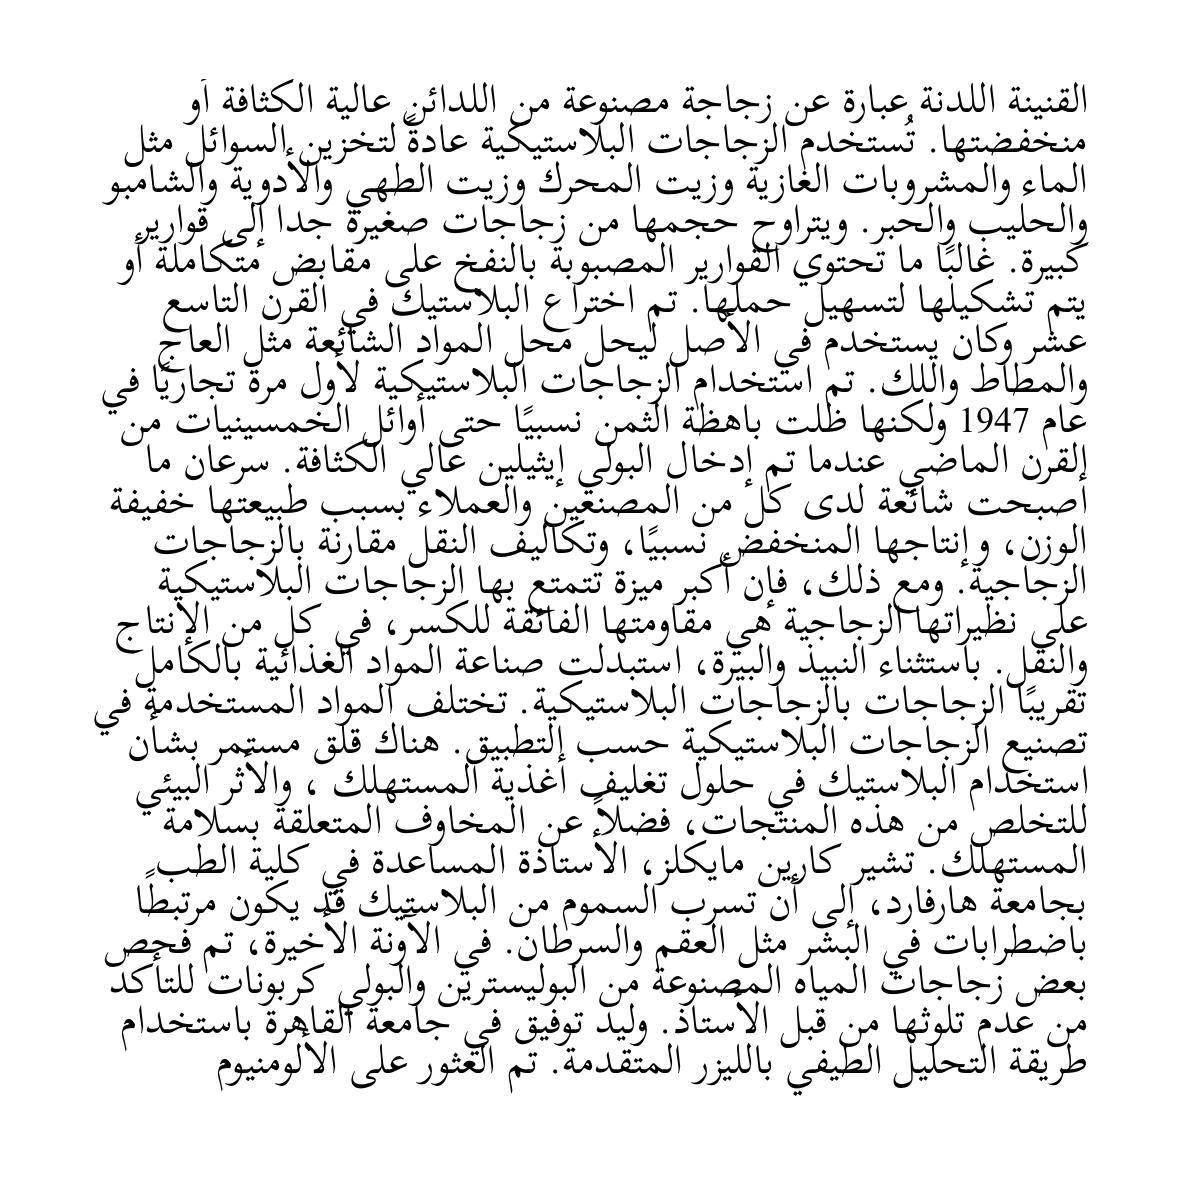 القنينة اللدنة عبارة عن زجاجة مصنوعة من اللدائن عالية الكثافة أو
منخفضتها. تُستخدم الزجاجات البلاستيكية عادةً لتخزين السوائل مثل
الماء والمشروبات الغازية وزيت المحرك وزيت الطهي والأدوية والشامبو
والحليب والحبر. ويتراوح حجمها من زجاجات صغيرة جدا إلى قوارير
كبيرة. غالبًا ما تحتوي القوارير المصبوبة بالنفخ على مقابض متكاملة أو
يتم تشكيلها لتسهيل حملها. تم اختراع البلاستيك في القرن التاسع
عشر وكان يستخدم في الأصل ليحل محل المواد الشائعة مثل العاج
والمطاط واللك. تم استخدام الزجاجات البلاستيكية لأول مرة تجاريًا في
عام 1947 ولكنها ظلت باهظة الثمن نسبيًا حتى أوائل الخمسينيات من
القرن الماضي عندما تم إدخال البولي إيثيلين عالي الكثافة. سرعان ما
أصبحت شائعة لدى كل من المصنعين والعملاء بسبب طبيعتها خفيفة
الوزن، وإنتاجها المنخفض نسبيًا، وتكاليف النقل مقارنة بالزجاجات
الزجاجية. ومع ذلك، فإن أكبر ميزة تتمتع بها الزجاجات البلاستيكية
على نظيراتها الزجاجية هي مقاومتها الفائقة للكسر، في كل من الإنتاج
والنقل. باستثناء النبيذ والبيرة، استبدلت صناعة المواد الغذائية بالكامل
تقريبًا الزجاجات بالزجاجات البلاستيكية. تختلف المواد المستخدمة في
تصنيع الزجاجات البلاستيكية حسب التطبيق. هناك قلق مستمر بشأن
استخدام البلاستيك في حلول تغليف أغذية المستهلك ، والأثر البيئي
للتخلص من هذه المنتجات، فضلاً عن المخاوف المتعلقة بسلامة
المستهلك. تشير كارين مايكلز، الأستاذة المساعدة في كلية الطب
بجامعة هارفارد، إلى أن تسرب السموم من البلاستيك قد يكون مرتبطًا
باضطرابات في البشر مثل العقم والسرطان. في الآونة الأخيرة، تم فحص
بعض زجاجات المياه المصنوعة من البوليسترين والبولي كربونات للتأكد
من عدم تلوثها من قبل الأستاذ. وليد توفيق في جامعة القاهرة باستخدام
طريقة التحليل الطيفي بالليزر المتقدمة. تم العثور على الألومنيوم